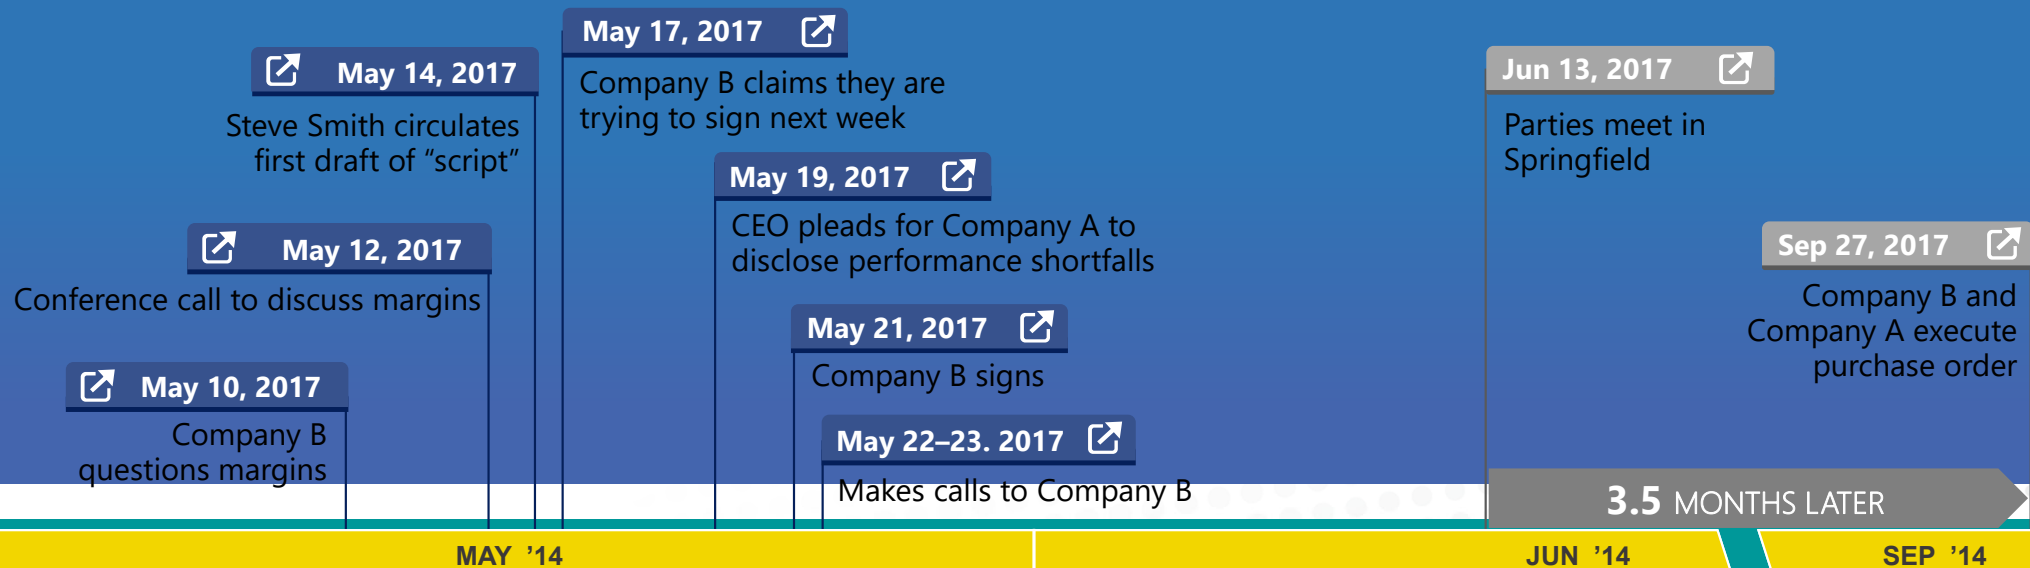 May 10, 2017
Company B
questions margins
May 12, 2017
Conference call to discuss margins
May 14, 2017
Steve Smith circulates
first draft of “script”
May 17, 2017
Company B claims they are
trying to sign next week
May 19, 2017
CEO pleads for Company A to
disclose performance shortfalls
May 21, 2017
Company B signs
May 22–23. 2017
Makes calls to Company B
Jun 13, 2017
Parties meet in
Springfield
Sep 27, 2017
Company B and
Company A execute
purchase order
3.5 MONTHS LATER
MAY ’14
JUN ’14
SEP ’14